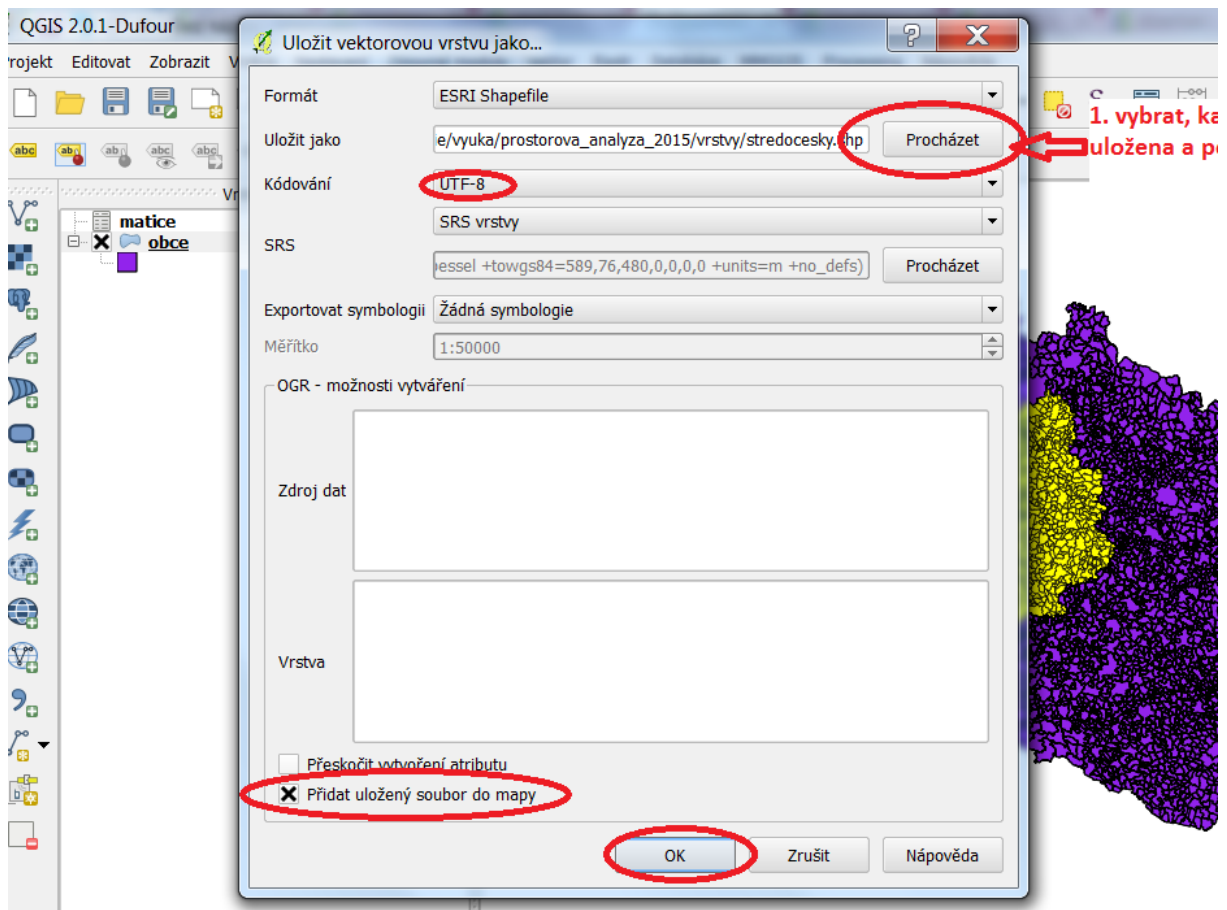 QGIS 2.0.1-Dufour
Uložit vektorovou vrstvu jako...
rojekt Editovat Zobrazit V
Formát ESRI Shapefile
Uložit jako e/vyuka/prostorova_analyza_2015/vrstvy/stredocesky.shp Procházet
1. vybrat, ka
uložena a p
Kódování UTF-8
SRS vrstvy
SRS
essel +towgs84=589,76,480,0,0,0,0 +units=m +no_defs) Procházet
abc abc abc abc
Vr
matice
obce
Exportovat symbologii Žádná symbologie
Měřítko 1:50000
OGR - možnosti vytváření
Zdroj dat
Vrstva
Přeskočit vytvoření atributu
Přidat uložený soubor do mapy
OK Zrušit Nápověda